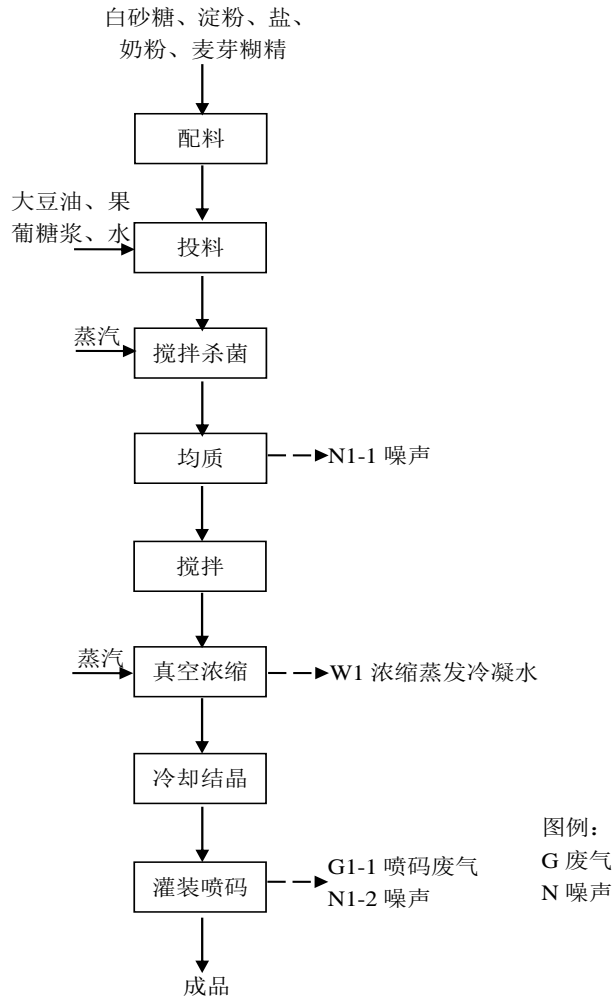 白砂糖、淀粉、盐、
奶粉、麦芽糊精
配料
大豆油、果
葡糖浆、水
投料
蒸汽
搅拌杀菌
均质
N1-1 噪声
搅拌
蒸汽
真空浓缩
W1 浓缩蒸发冷凝水
冷却结晶
灌装喷码
G1-1 喷码废气
N1-2 噪声
图例：
G 废气
N 噪声
成品